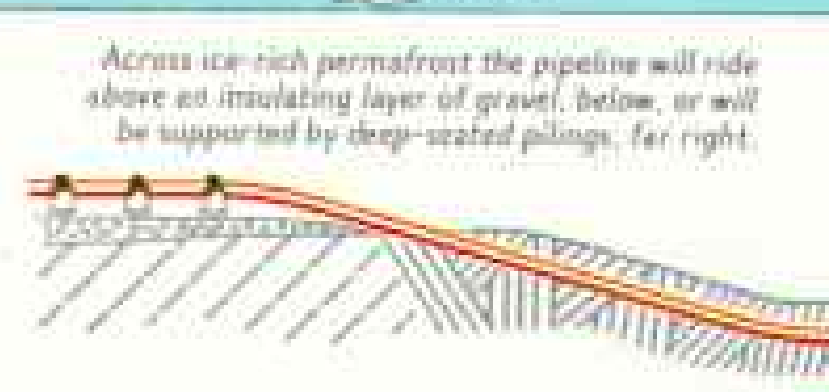 Across ice-rich permafrost the pipeline will ride
above an insulating layer of gravel, below, or will
be supported by deep-seated pilings, far right.